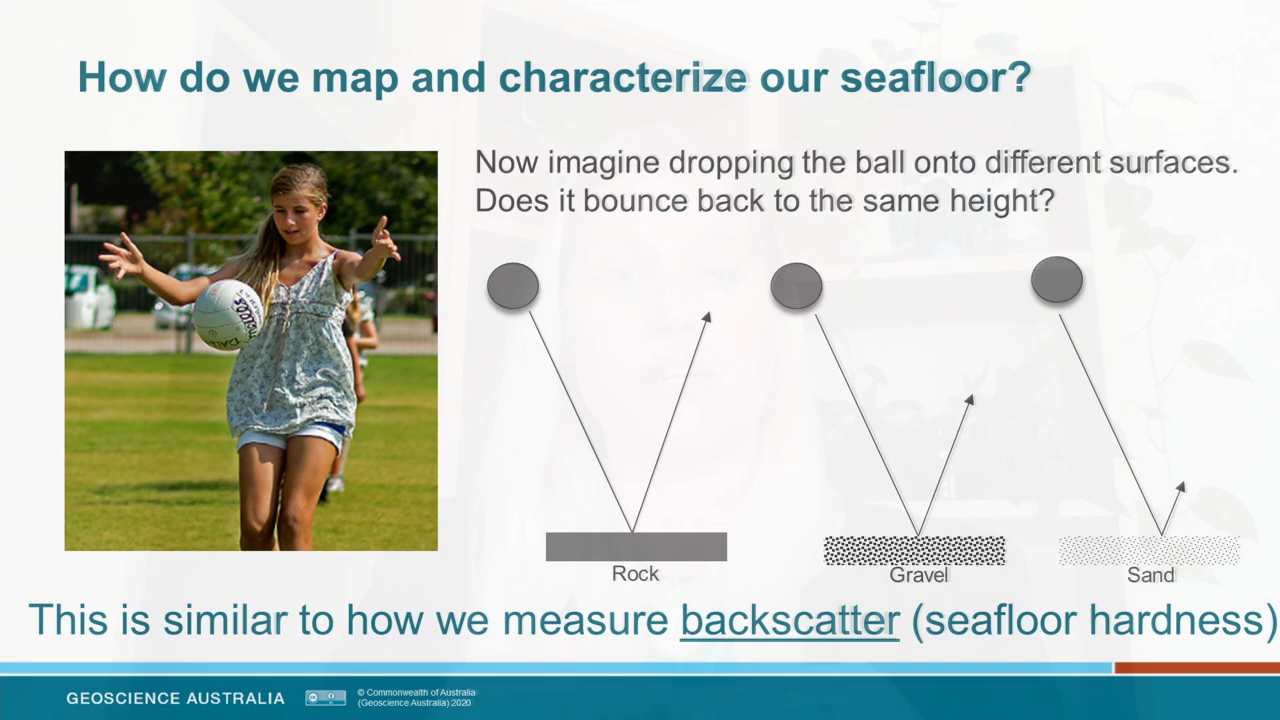 How do we map and characterize our seafloor?
Now imagine dropping the ball onto different surfaces.
Does it bounce back to the same height?
Rock
Gravel
Sand
This is similar to how we measure backscatter (seafloor hardness)
GEOSCIENCE AUSTRALIA
© Commonwealth of Australia
(Geoscience Australia) 2020